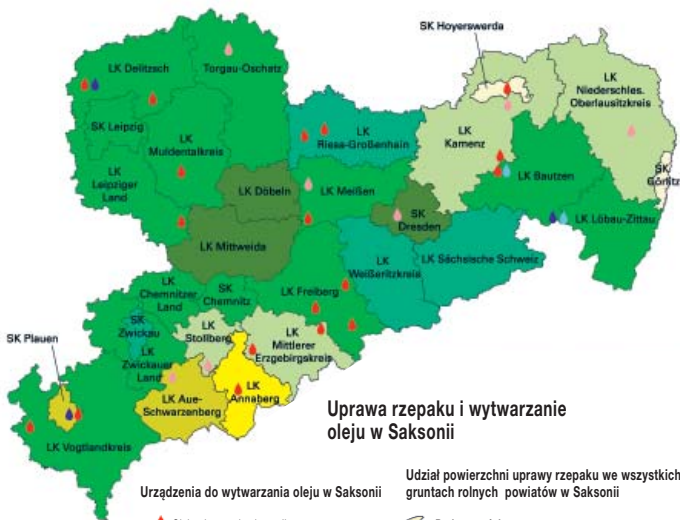 SK Hoyerswerda
LK Delitzsch
Torgau-Oschatz
LK
Niederschles.
Oberlausitzkreis
SK Leipzig
LK
Muldentalkreis
LK
Riesa-Großenhain
LK
Kamenz
LK
Leipziger
Land
LK Döbeln
LK Meißen
LK Bautzen
SK
Görlitz
SK
Dresden
LK Löbau-Zittau
LK Mittweida
LK
Weißeritzkreis
LK Sächsische Schweiz
LK
Chemnitzer
Land
SK
Chemnitz
LK Freiberg
SK
Zwickau
LK
Stollberg
LK
Mittlerer
Erzgebirgskreis
SK Plauen
LK
Zwickauer
Land
LK Aue-
Schwarzenberg
LK
Annaberg
LK Vogtlandkreis
Uprawa rzepaku i wytwarzanie
oleju w Saksonii
Urządzenia do wytwarzania oleju w Saksonii
Udział powierzchni uprawy rzepaku we wszystkich
gruntach rolnych powiatów w Saksonii